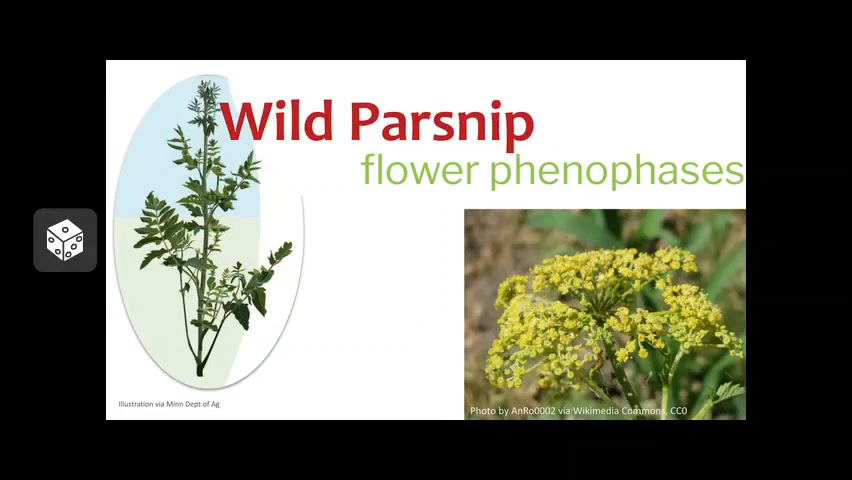 Wild Parsnip
flower phenophases
Illustration via Minn Dept of Ag
Photo by AnRo0002 via Wikimedia Commons, CC0